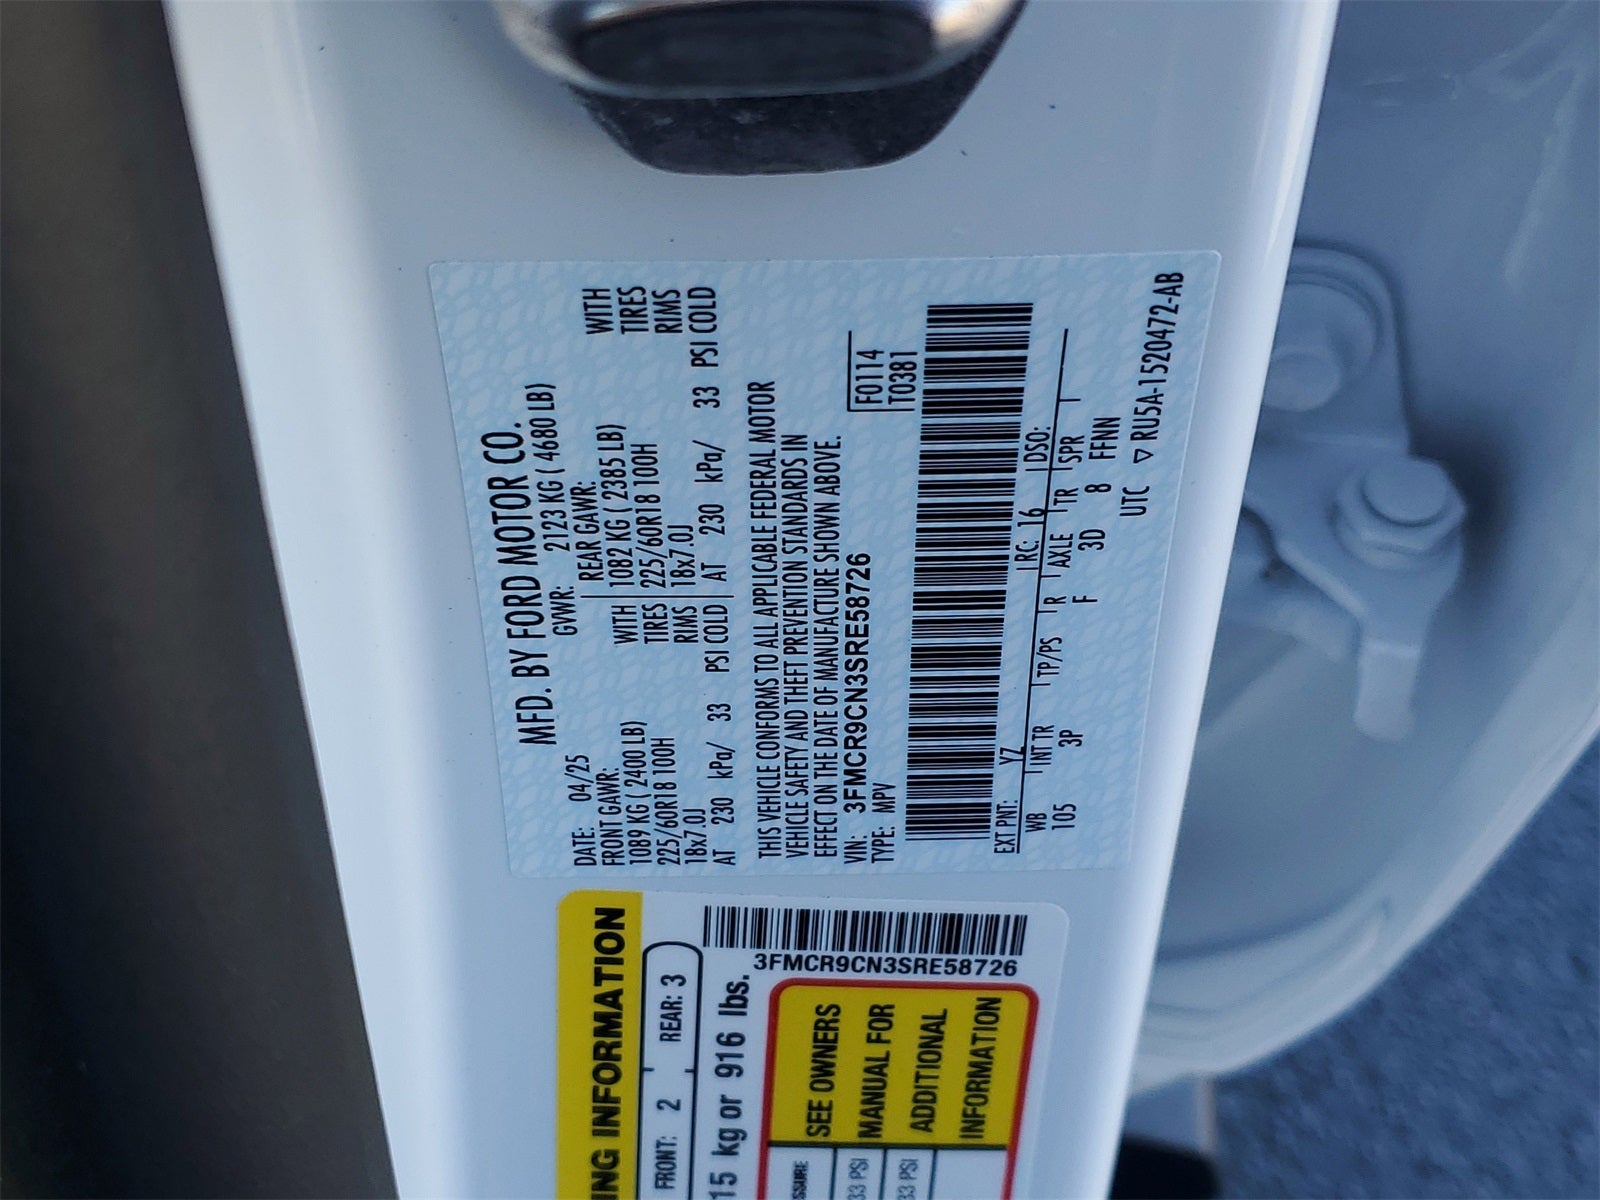 MFD. BY FORD MOTOR CO.
DATE: 04/25 GVWR: 2123 KG ( 4680 LB)
FRONT GAWR: REAR GAWR:
1089 KG ( 2400 LB) WITH 1082 KG ( 2385 LB) WITH
225/60R18 100H TIRES 225/60R18 100H TIRES
18x7.0J RIMS 18x7.0J RIMS
AT 230 kPa/ 33 PSI COLD AT 230 kPa/ 33 PSI COLD
THIS VEHICLE CONFORMS TO ALL APPLICABLE FEDERAL MOTOR
VEHICLE SAFETY AND THEFT PREVENTION STANDARDS IN
EFFECT ON THE DATE OF MANUFACTURE SHOWN ABOVE.
VIN: 3FMCR9CN3SRE58726 F0114
TYPE: MPV T0381
EXT PNT: YZ RC: 16 DSO:
WB INT TR TP/PS R AXLE TR SPR
105 3P F 3D 8 FFNN
UTC ▽ RU5A-1520472-AB
ING INFORMATION
FRONT: 2 REAR: 3
15 kg or 916 lbs.
3FMCR9CN3SRE58726
SEE OWNERS
MANUAL FOR
ADDITIONAL
INFORMATION
SSURE
33 PSI
33 PSI